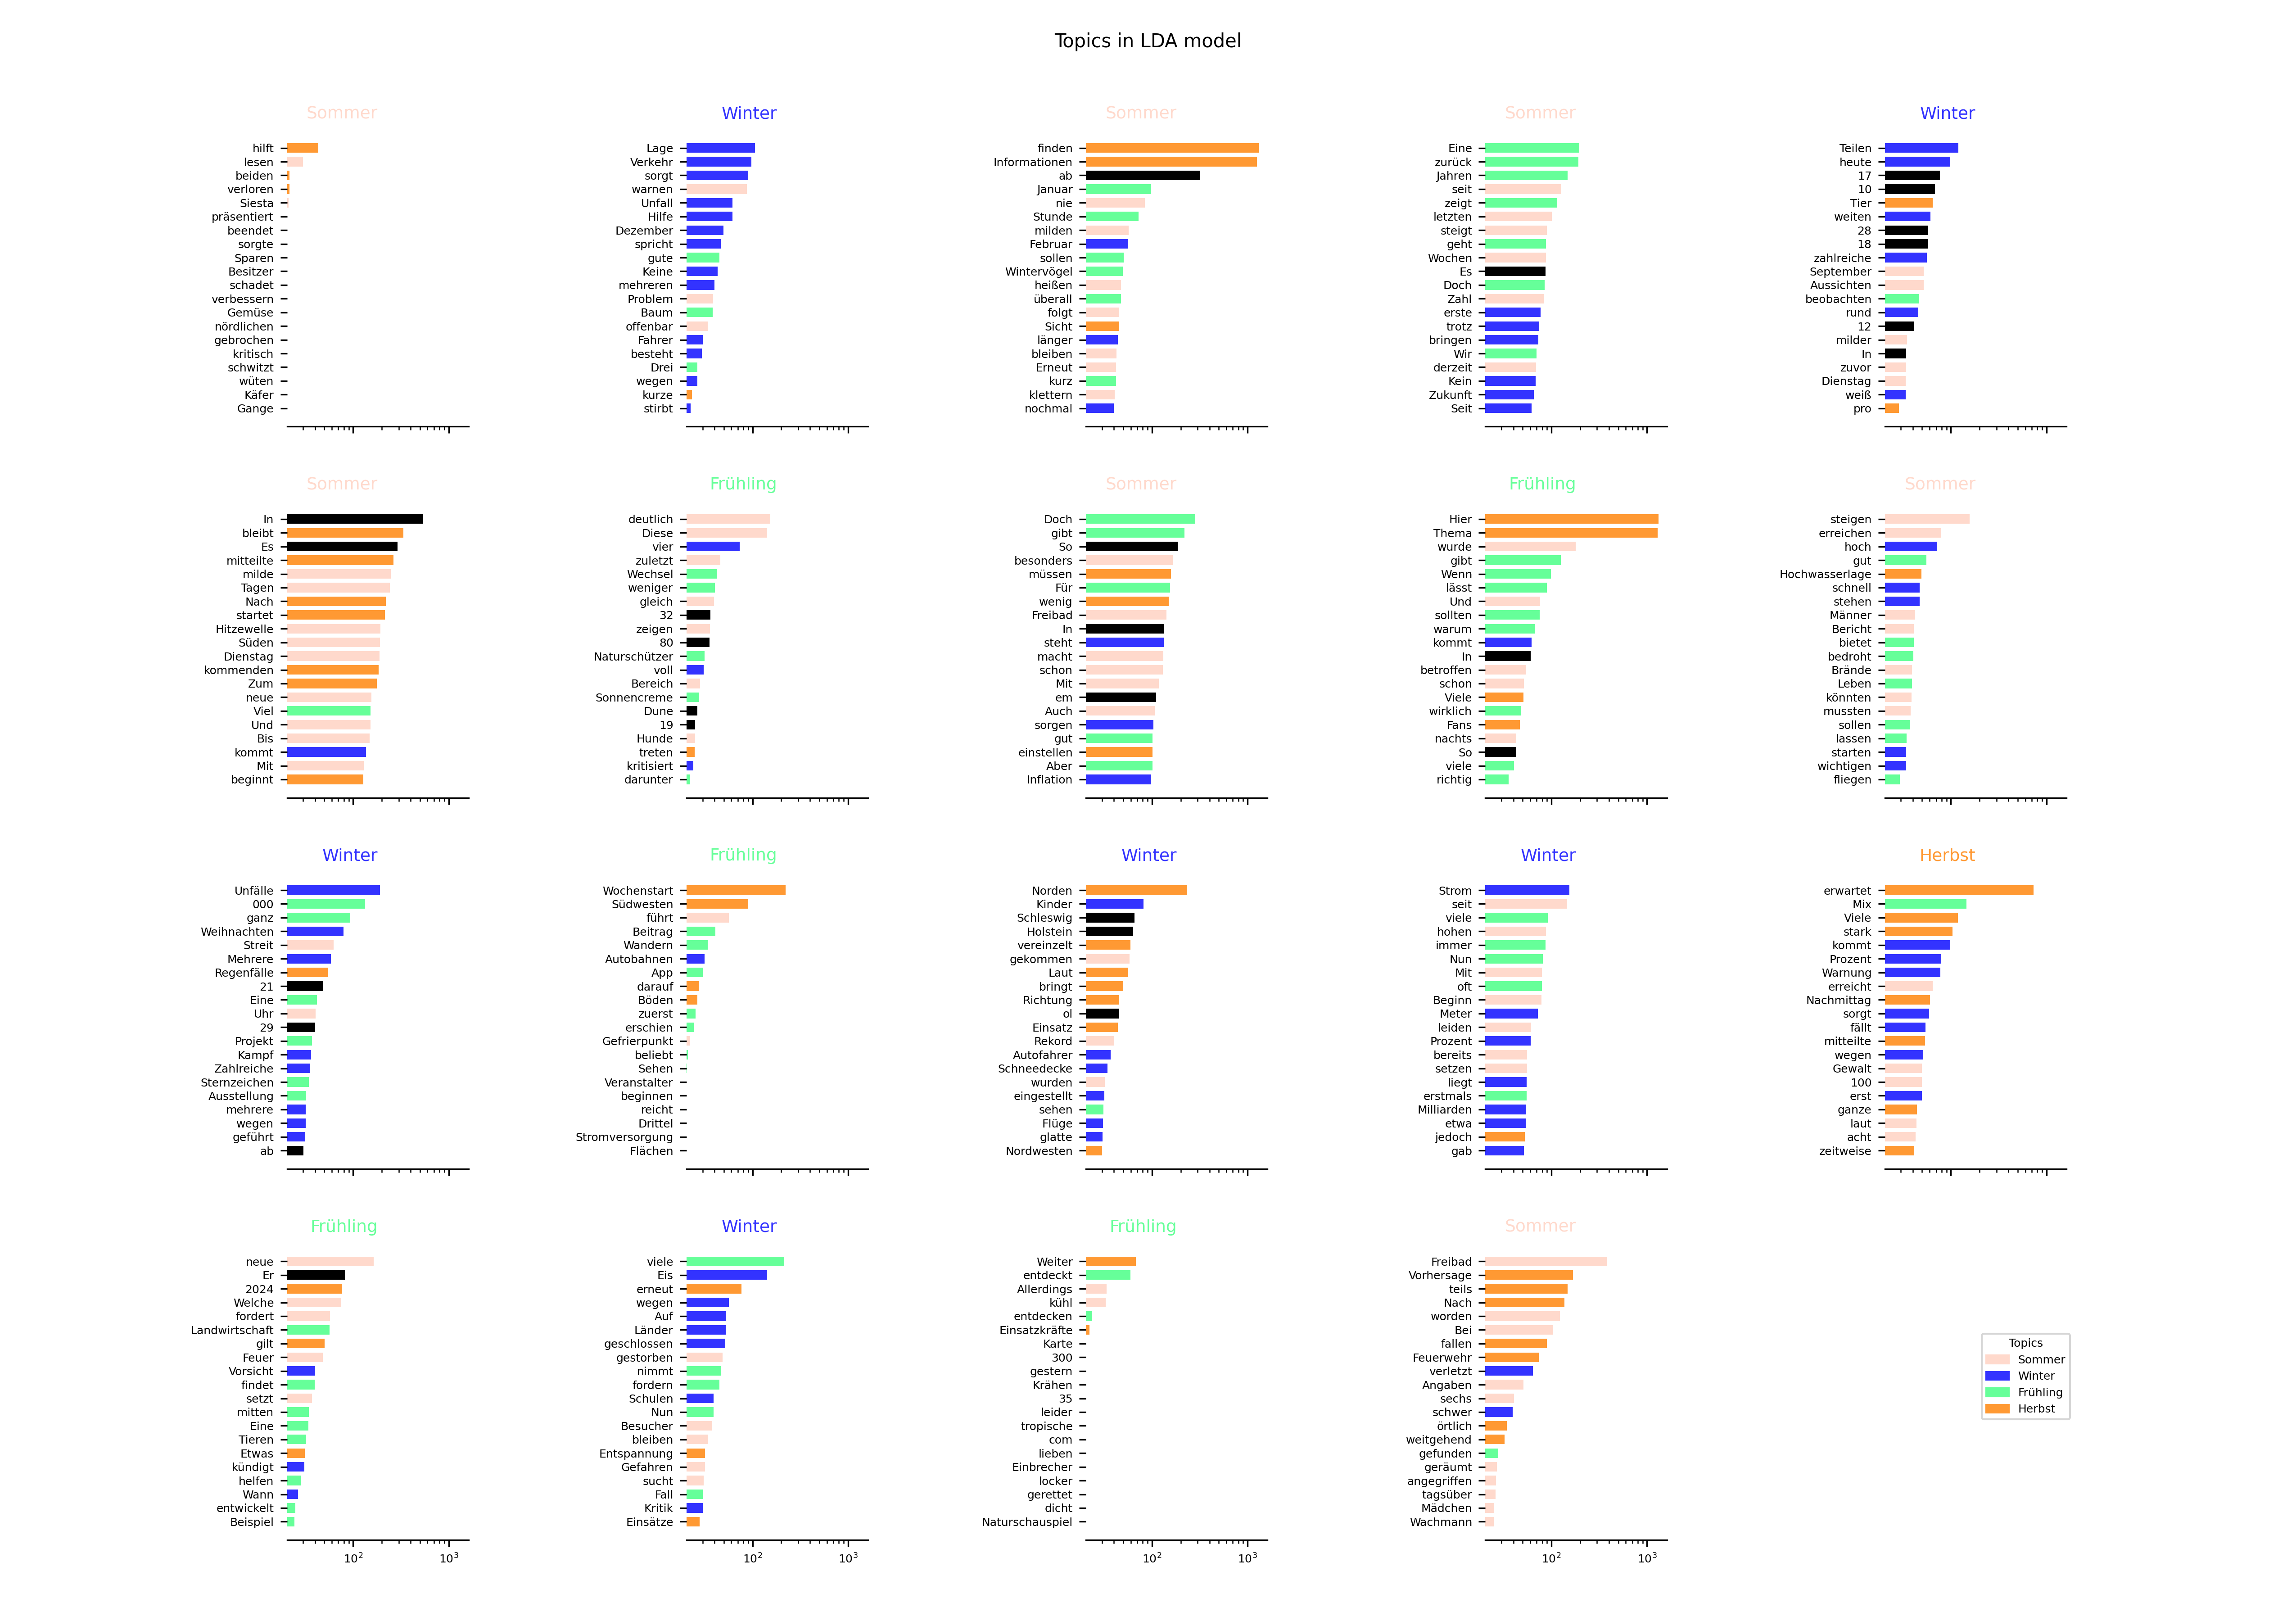 Topics in LDA model
Sommer
hilft
lesen
beiden
verloren
Siesta
präsentiert
beendet
sorgte
Sparen
Besitzer
schadet
verbessern
Gemüse
nördlichen
gebrochen
kritisch
schwitzt
wüten
Käfer
Gange
Winter
Lage
Verkehr
sorgt
warnen
Unfall
Hilfe
Dezember
spricht
gute
Keine
mehreren
Problem
Baum
offenbar
Fahrer
besteht
Drei
wegen
kurze
stirbt
Sommer
finden
Informationen
ab
Januar
nie
Stunde
milden
Februar
sollen
Wintervögel
heißen
überall
folgt
Sicht
länger
bleiben
Erneut
kurz
klettern
nochmal
Sommer
Eine
zurück
Jahren
seit
zeigt
letzten
steigt
geht
Wochen
Es
Doch
Zahl
erste
trotz
bringen
Wir
derzeit
Kein
Zukunft
Seit
Winter
Teilen
heute
17
10
Tier
weiten
28
18
zahlreiche
September
Aussichten
beobachten
rund
12
milder
In
zuvor
Dienstag
weiß
pro
Sommer
In
bleibt
Es
mitteilte
milde
Tagen
Nach
startet
Hitzewelle
Süden
Dienstag
kommenden
Zum
neue
Viel
Und
Bis
kommt
Mit
beginnt
Frühling
deutlich
Diese
vier
zuletzt
Wechsel
weniger
gleich
32
zeigen
80
Naturschützer
voll
Bereich
Sonnencreme
Dune
19
Hunde
treten
kritisiert
darunter
Sommer
Doch
gibt
So
besonders
müssen
Für
wenig
Freibad
In
steht
macht
schon
Mit
em
Auch
sorgen
gut
einstellen
Aber
Inflation
Frühling
Hier
Thema
wurde
gibt
Wenn
lässt
Und
sollten
warum
kommt
In
betroffen
schon
Viele
wirklich
Fans
nachts
So
viele
richtig
Sommer
steigen
erreichen
hoch
gut
Hochwasserlage
schnell
stehen
Männer
Bericht
bietet
bedroht
Brände
Leben
könnten
mussten
sollen
lassen
starten
wichtigen
fliegen
Winter
Unfälle
000
ganz
Weihnachten
Streit
Mehrere
Regenfälle
21
Eine
Uhr
29
Projekt
Kampf
Zahlreiche
Sternzeichen
Ausstellung
mehrere
wegen
geführt
ab
Frühling
Wochenstart
Südwesten
führt
Beitrag
Wandern
Autobahnen
App
darauf
Böden
zuerst
erschien
Gefrierpunkt
beliebt
Sehen
Veranstalter
beginnen
reicht
Drittel
Stromversorgung
Flächen
Winter
Norden
Kinder
Schleswig
Holstein
vereinzelt
gekommen
Laut
bringt
Richtung
ol
Einsatz
Rekord
Autofahrer
Schneedecke
wurden
eingestellt
sehen
Flüge
glatte
Nordwesten
Winter
Strom
seit
viele
hohen
immer
Nun
Mit
oft
Beginn
Meter
leiden
Prozent
bereits
setzen
liegt
erstmals
Milliarden
etwa
jedoch
gab
Herbst
erwartet
Mix
Viele
stark
kommt
Prozent
Warnung
erreicht
Nachmittag
sorgt
fällt
mitteilte
wegen
Gewalt
100
erst
ganze
laut
acht
zeitweise
Frühling
neue
Er
2024
Welche
fordert
Landwirtschaft
gilt
Feuer
Vorsicht
findet
setzt
mitten
Eine
Tieren
Etwas
kündigt
helfen
Wann
entwickelt
Beispiel
10² 10³
Winter
viele
Eis
erneut
wegen
Auf
Länder
geschlossen
gestorben
nimmt
fordern
Schulen
Nun
Besucher
bleiben
Entspannung
Gefahren
sucht
Fall
Kritik
Einsätze
10² 10³
Frühling
Weiter
entdeckt
Allerdings
kühl
entdecken
Einsatzkräfte
Karte
300
gestern
Krähen
35
leider
tropische
com
lieben
Einbrecher
locker
gerettet
dicht
Naturschauspiel
10² 10³
Sommer
Freibad
Vorhersage
teils
Nach
worden
Bei
fallen
Feuerwehr
verletzt
Angaben
sechs
schwer
örtlich
weitgehend
gefunden
geräumt
angegriffen
tagsüber
Mädchen
Wachmann
10² 10³
Topics
Sommer
Winter
Frühling
Herbst